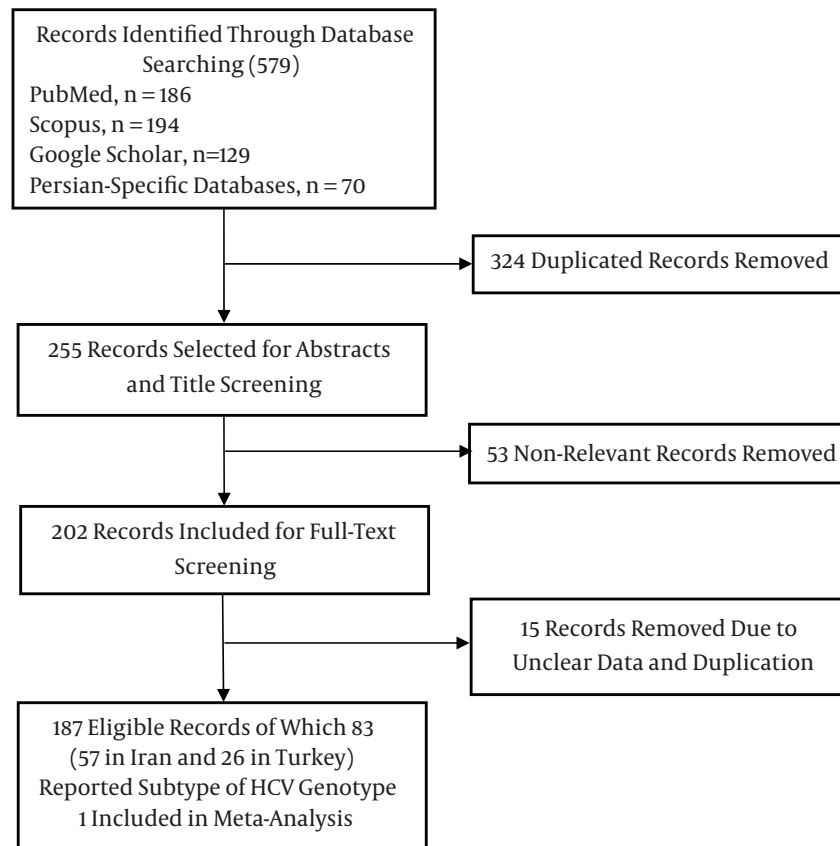 Records Identified Through Database
Searching (579)
PubMed, n = 186
Scopus, n = 194
Google Scholar, n=129
Persian-Specific Databases, n = 70
324 Duplicated Records Removed
255 Records Selected for Abstracts
and Title Screening
53 Non-Relevant Records Removed
202 Records Included for Full-Text
Screening
15 Records Removed Due to
Unclear Data and Duplication
187 Eligible Records of Which 83
(57 in Iran and 26 in Turkey)
Reported Subtype of HCV Genotype
1 Included in Meta-Analysis